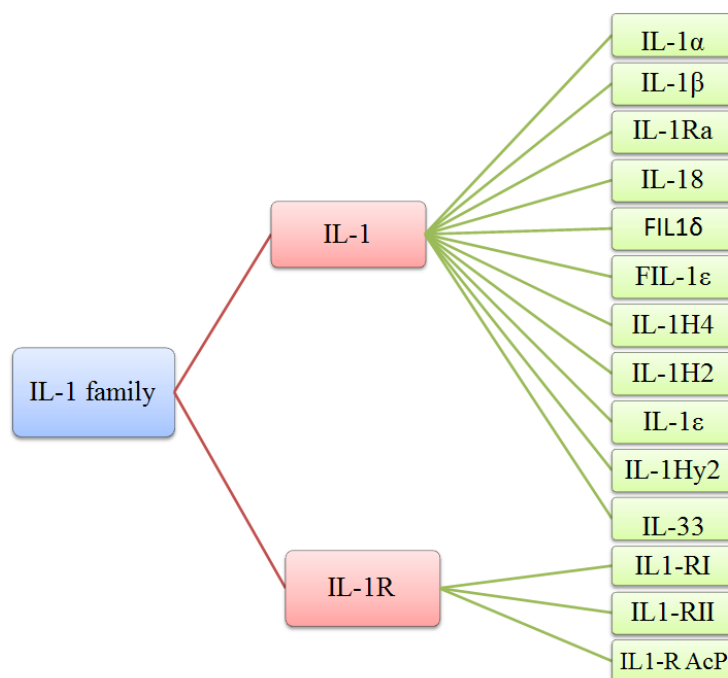 IL-1 family
IL-1
IL-1R
IL-1α
IL-1β
IL-1Ra
IL-18
FIL1δ
FIL-1ε
IL-1H4
IL-1H2
IL-1ε
IL-1Hy2
IL-33
IL1-RI
IL1-RII
IL1-R AcP